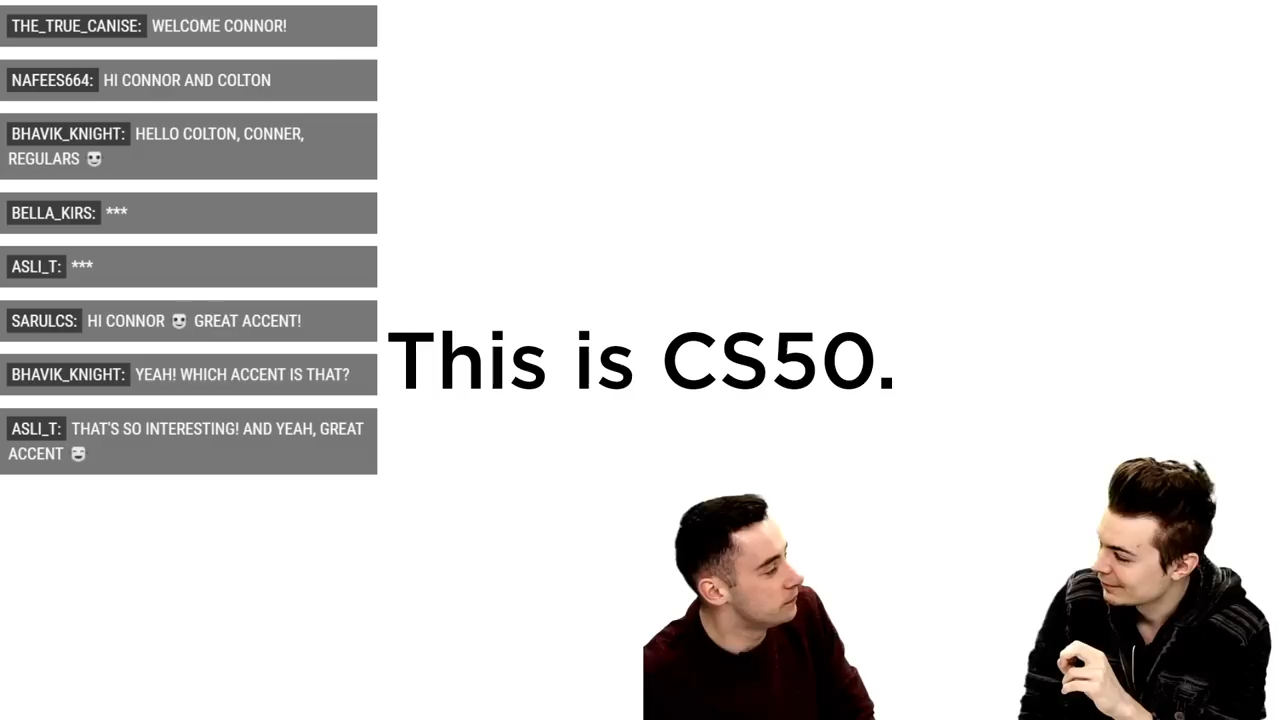 THE_TRUE_CANISE: WELCOME CONNOR!
NAFEES664: HI CONNOR AND COLTON
BHAVIK_KNIGHT: HELLO COLTON, CONNER,
REGULARS
BELLA_KIRS: ***
ASLI_T: ***
SARULCS: HI CONNOR GREAT ACCENT!
BHAVIK_KNIGHT: YEAH! WHICH ACCENT IS THAT?
ASLI_T: THAT'S SO INTERESTING! AND YEAH, GREAT
ACCENT
This is CS50.